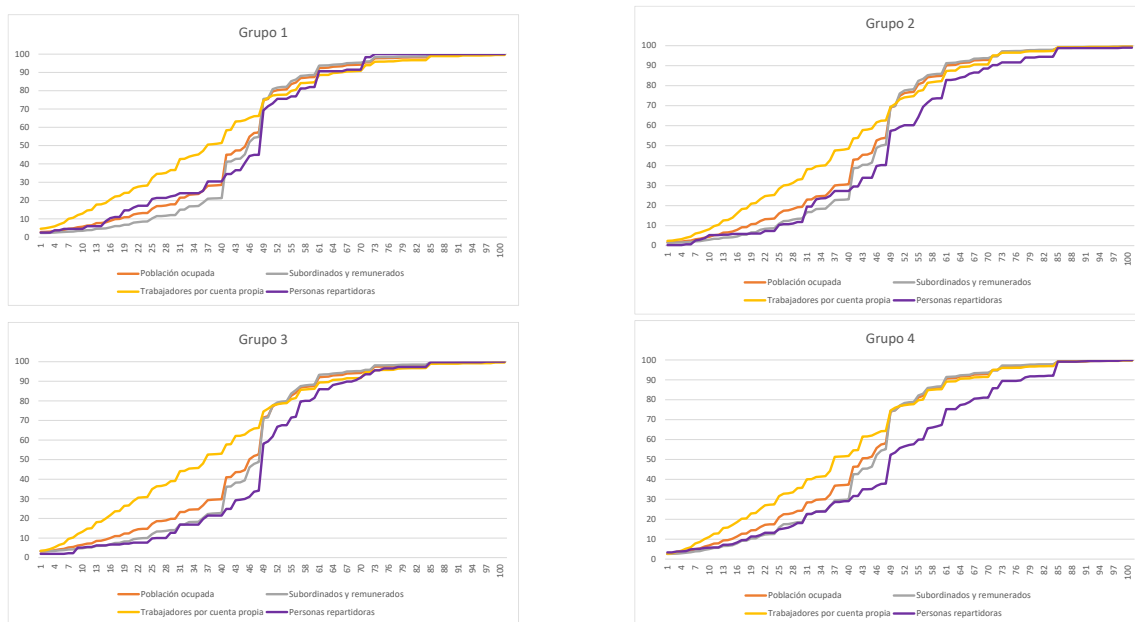 Grupo 1
100
90
80
70
60
50
40
30
20
10
0
1 4 7 10 13 16 19 22 25 28 31 34 37 40 43 46 49 52 55 58 61 64 67 70 73 76 79 82 85 88 91 94 97 100
Población ocupada Subordinados y remunerados
Trabajadores por cuenta propia Personas repartidoras
Grupo 2
100
90
80
70
60
50
40
30
20
10
0
1 4 7 10 13 16 19 22 25 28 31 34 37 40 43 46 49 52 55 58 61 64 67 70 73 76 79 82 85 88 91 94 97 100
Población ocupada Subordinados y remunerados
Trabajadores por cuenta propia Personas repartidoras
Grupo 3
100
90
80
70
60
50
40
30
20
10
0
1 4 7 10 13 16 19 22 25 28 31 34 37 40 43 46 49 52 55 58 61 64 67 70 73 76 79 82 85 88 91 94 97 100
Población ocupada Subordinados y remunerados
Trabajadores por cuenta propia Personas repartidoras
Grupo 4
100
90
80
70
60
50
40
30
20
10
0
1 4 7 10 13 16 19 22 25 28 31 34 37 40 43 46 49 52 55 58 61 64 67 70 73 76 79 82 85 88 91 94 97 100
Población ocupada Subordinados y remunerados
Trabajadores por cuenta propia Personas repartidoras